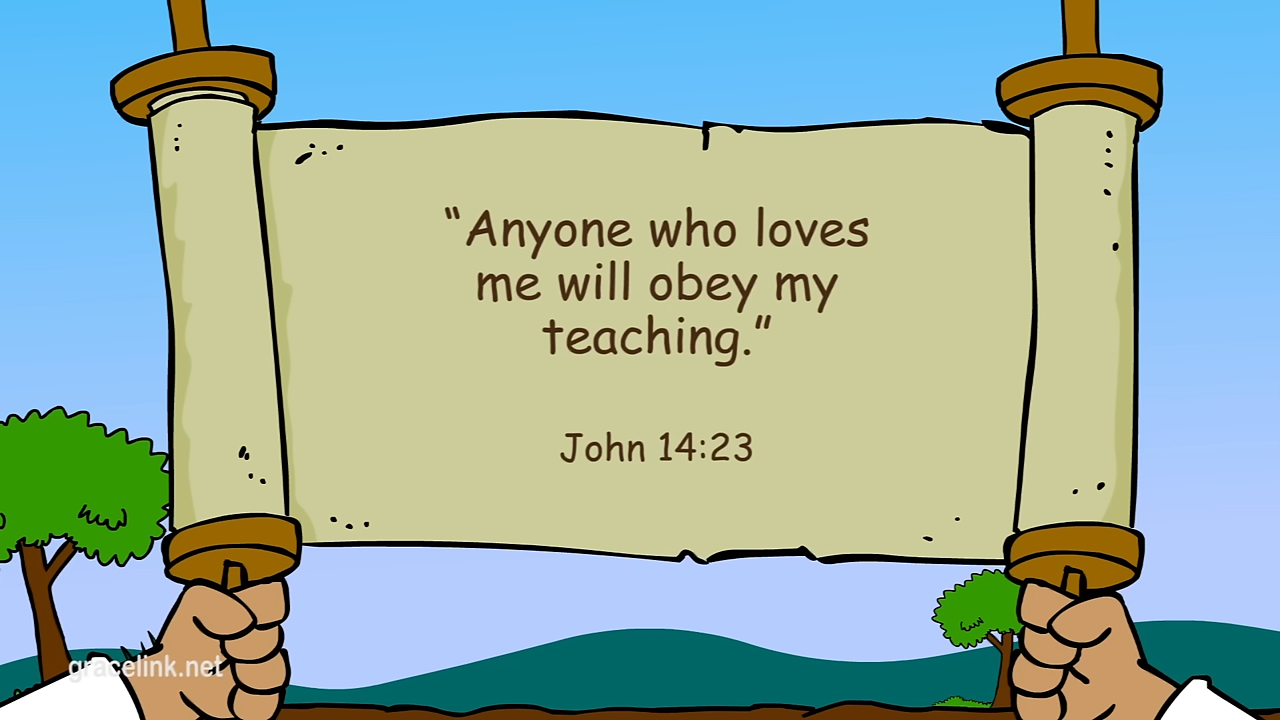 “Anyone who loves
me will obey my
teaching.”
John 14:23
gracelink.net